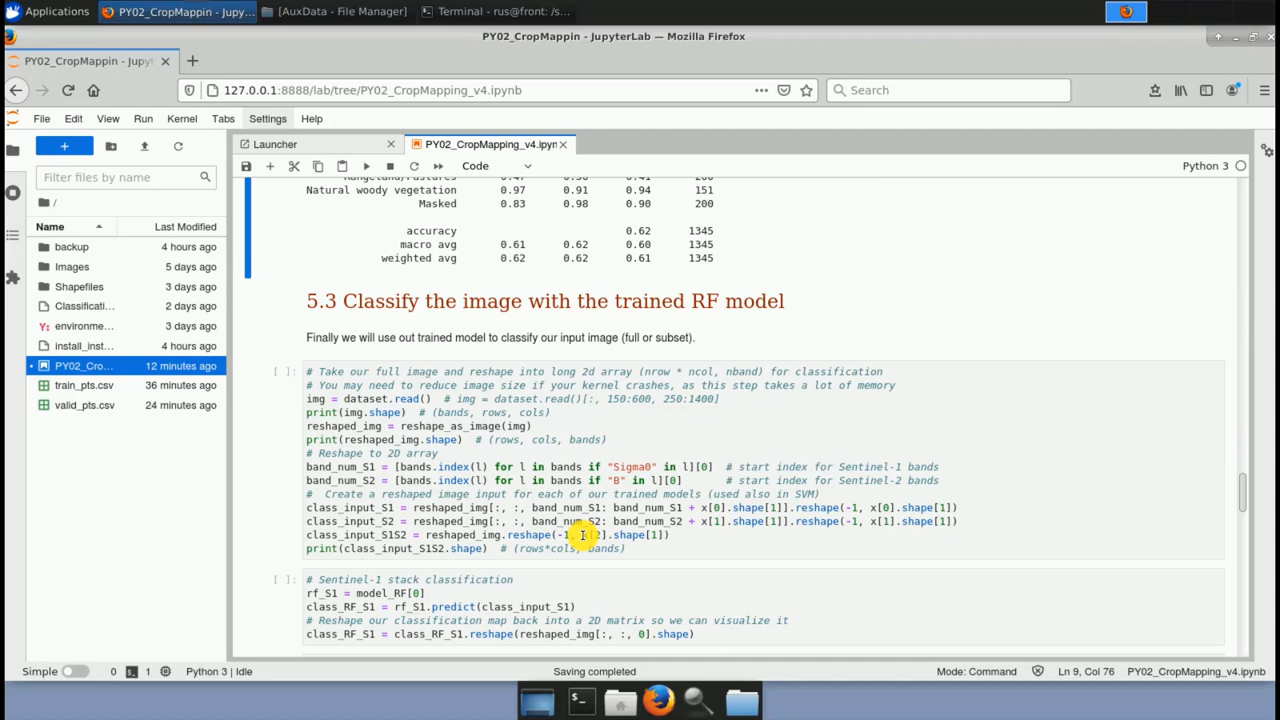 Applications
PY02_CropMappin - Jupy...
[AuxData - File Manager]
Terminal - rus@front: /s...
PY02_CropMappin - JupyterLab — Mozilla Firefox
PY02_CropMappin - Jupyt
127.0.0.1:8888/lab/tree/PY02_CropMapping_v4.ipynb
Search
File Edit View Run Kernel Tabs Settings Help
Launcher
PY02_CropMapping_v4.ipyn
Code
Python 3
Filter files by name
/
Name Last Modified
backup 4 hours ago
Images 5 days ago
Shapefiles 3 days ago
Classificati... 2 days ago
environme... 3 days ago
install_inst... 4 hours ago
PY02_Cro... 12 minutes ago
train_pts.csv 36 minutes ago
valid_pts.csv 24 minutes ago
Natural woody vegetation 0.97 0.91 0.94 151
Masked 0.83 0.98 0.90 200
accuracy 0.62 1345
macro avg 0.61 0.62 0.60 1345
weighted avg 0.62 0.62 0.61 1345
5.3 Classify the image with the trained RF model
Finally we will use out trained model to classify our input image (full or subset).
[ ]:
# Take our full image and reshape into long 2d array (nrow * ncol, nband) for classification
# You may need to reduce image size if your kernel crashes, as this step takes a lot of memory
img = dataset.read() # img = dataset.read()[:, 150:600, 250:1400]
print(img.shape) # (bands, rows, cols)
reshaped_img = reshape_as_image(img)
print(reshaped_img.shape) # (rows, cols, bands)
# Reshape to 2D array
band_num_S1 = [bands.index(l) for l in bands if "Sigma0" in l][0] # start index for Sentinel-1 bands
band_num_S2 = [bands.index(l) for l in bands if "B" in l][0] # start index for Sentinel-2 bands
# Create a reshaped image input for each of our trained models (used also in SVM)
class_input_S1 = reshaped_img[:, :, band_num_S1: band_num_S1 + x[0].shape[1]].reshape(-1, x[0].shape[1])
class_input_S2 = reshaped_img[:, :, band_num_S2: band_num_S2 + x[1].shape[1]].reshape(-1, x[1].shape[1])
class_input_S1S2 = reshaped_img.reshape(-1, x[2].shape[1])
print(class_input_S1S2.shape) # (rows*cols, bands)
[ ]:
# Sentinel-1 stack classification
rf_S1 = model_RF[0]
class_RF_S1 = rf_S1.predict(class_input_S1)
# Reshape our classification map back into a 2D matrix so we can visualize it
class_RF_S1 = class_RF_S1.reshape(reshaped_img[:, :, 0].shape)
Simple 0 1 Python 3 | Idle Saving completed Mode: Command Ln 9, Col 76 PY02_CropMapping_v4.ipynb